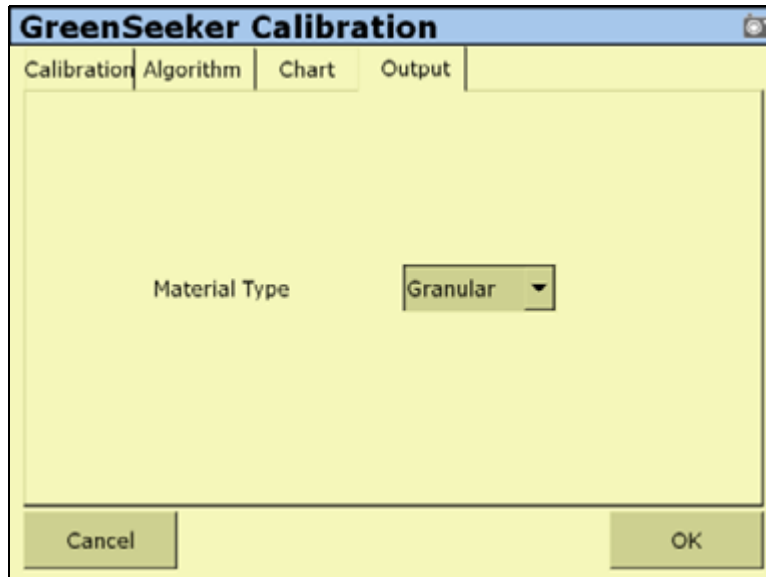 GreenSeeker Calibration
Calibration Algorithm Chart Output
Material Type Granular
Cancel OK